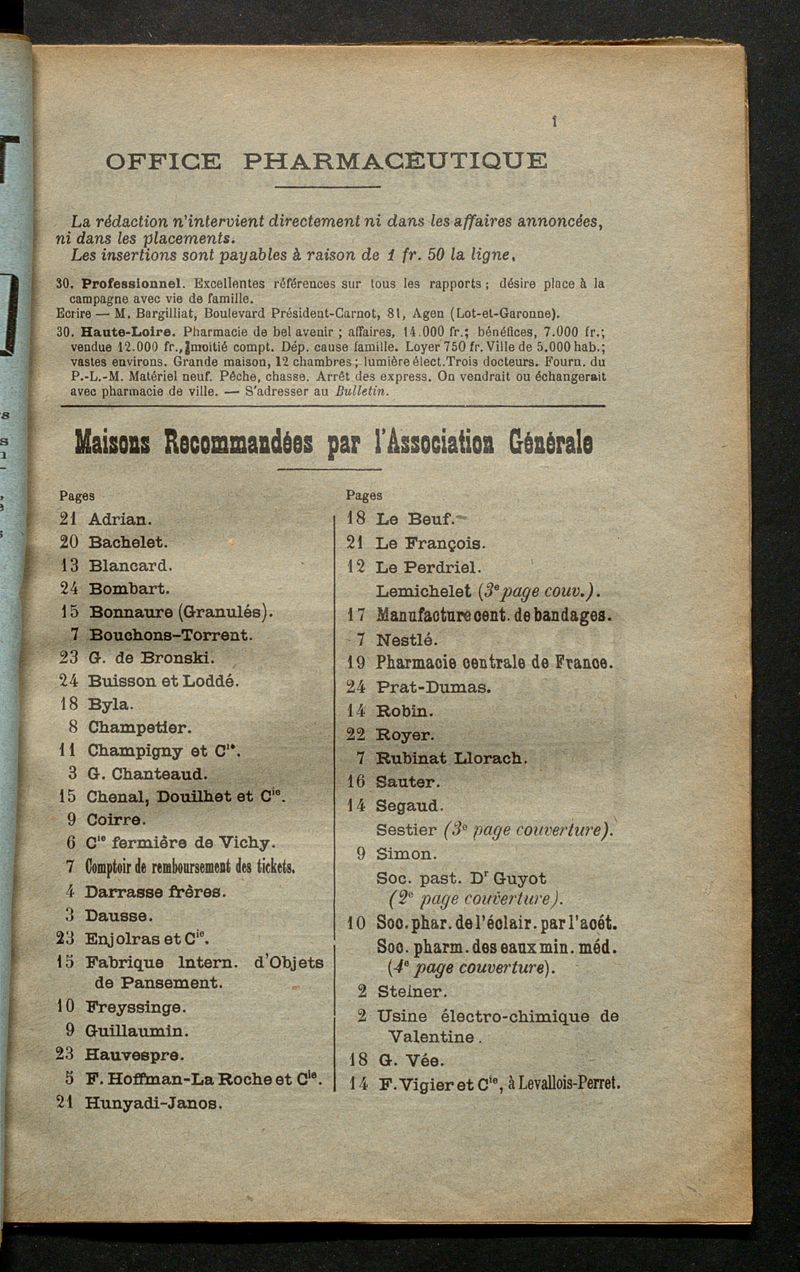 1
OFFICE PHARMACEUTIQUE
La rédaction n'intervient directement ni dans les affaires annoncées,
ni dans les placements.
Les insertions sont payables à raison de 1 fr. 50 la ligne.
30. Professionnel. Excellentes références sur tous les rapports ; désire place à la
campagne avec vie de famille.
Ecrire — M. Bargilliat, Boulevard Président-Carnot, 81, Agen (Lot-et-Garonne).
30. Haute-Loire. Pharmacie de bel avenir ; affaires, 14.000 fr.; bénéfices, 7.000 fr.;
vendue 12.000 fr., moitié compt. Dép. cause famille. Loyer 750 fr. Ville de 5.000 hab.;
vastes environs. Grande maison, 12 chambres ; lumière élect. Trois docteurs. Fourn. du
P.-L.-M. Matériel neuf. Pêche, chasse. Arrêt des express. On vendrait ou échangerait
avec pharmacie de ville. — S'adresser au Bulletin.
Maisons Recommandées par l'Association Générale
Pages
21 Adrian.
20 Bachelet.
13 Blancard.
24 Bombart.
15 Bonnaure (Granulés).
7 Bouchons-Torrent.
23 G. de Bronski.
24 Buisson et Loddé.
18 Byla.
8 Champetier.
11 Champigny et Cie.
3 G. Chanteaud.
15 Chenal, Douilhet et Cie.
9 Coirre.
6 Cie fermière de Vichy.
7 Comptoir de remboursement des tickets.
4 Darrasse frères.
3 Dausse.
23 Enjolras et Cie.
15 Fabrique Intern. d'Objets
de Pansement.
10 Freyssinge.
9 Guillaumin.
23 Hauvespre.
5 F. Hoffman-La Roche et Cie.
21 Hunyadi-Janos.
Pages
18 Le Beuf.
21 Le François.
12 Le Perdriel.
Lemichelet (3e page couv.).
17 Manufacture cent. de bandages.
7 Nestlé.
19 Pharmacie centrale de France.
24 Prat-Dumas.
14 Robin.
22 Royer.
7 Rubinat Llorach.
16 Sauter.
14 Segaud.
Sestier (3e page couverture).
9 Simon.
Soc. past. Dr Guyot
(2e page couverture).
10 Soc. phar. de l'éclair. par l'acét.
Soc. pharm. des eaux min. méd.
(4e page couverture).
2 Steiner.
2 Usine électro-chimique de
Valentine.
18 G. Vée.
14 F. Vigier et Cie, à Levallois-Perret.